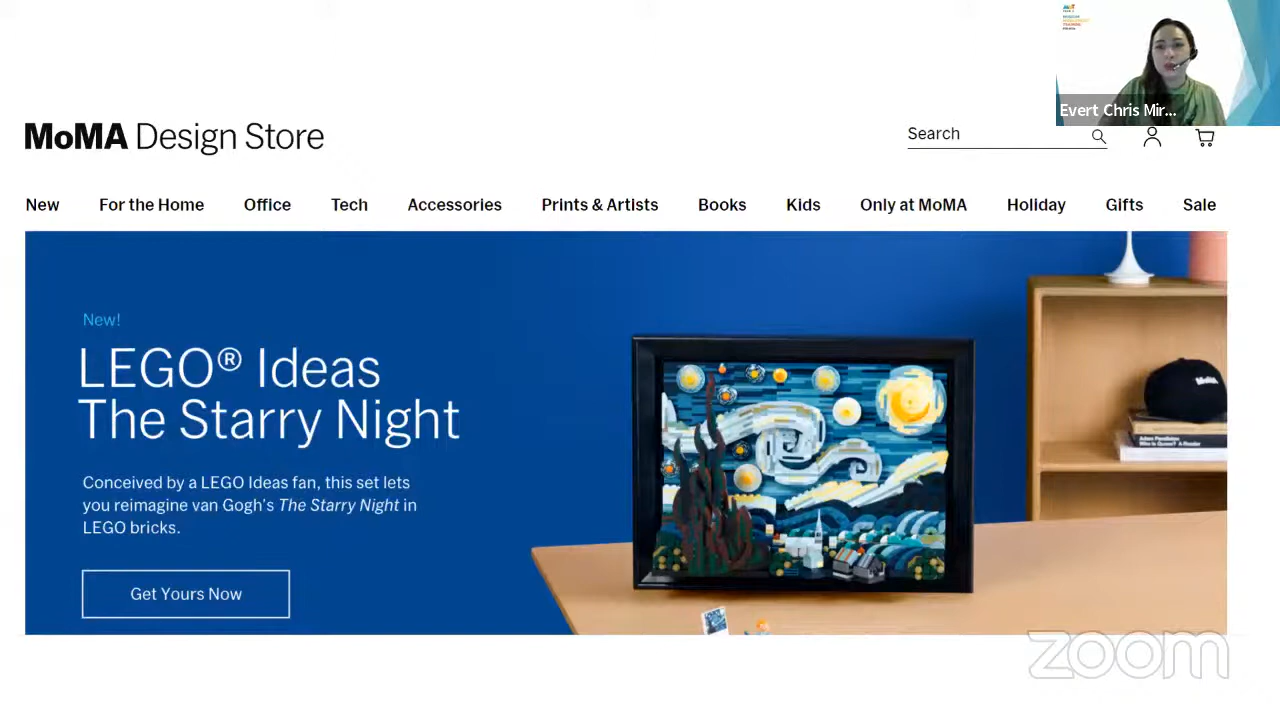 Evert Chris Mir...
MoMA Design Store
Search
New For the Home Office Tech Accessories Prints & Artists Books Kids Only at MoMA Holiday Gifts Sale
New!
LEGO® Ideas
The Starry Night
Conceived by a LEGO Ideas fan, this set lets
you reimagine van Gogh's The Starry Night in
LEGO bricks.
Get Yours Now
MoMA
zoom